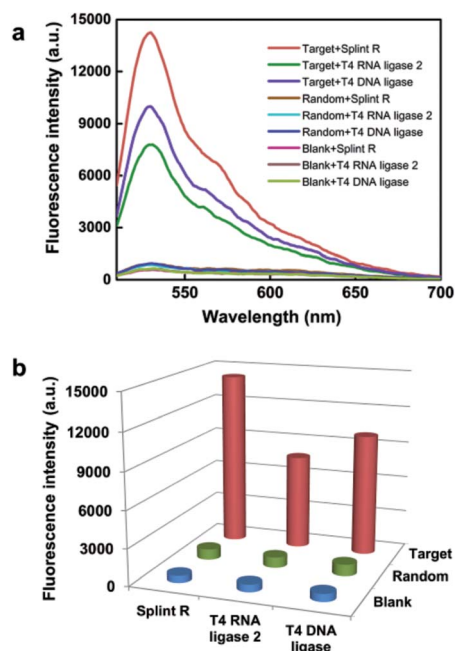 a
Fluorescence intensity (a.u.)
15000
12000
9000
6000
3000
0
Target+Splint R
Target+T4 RNA ligase 2
Target+T4 DNA ligase
Random+Splint R
Random+T4 RNA ligase 2
Random+T4 DNA ligase
Blank+Splint R
Blank+T4 RNA ligase 2
Blank+T4 DNA ligase
550 600 650 700
Wavelength (nm)
b
Fluorescence intensity (a.u.)
15000
12000
9000
6000
3000
0
Target
Random
Blank
Splint R
T4 RNA
ligase 2
T4 DNA
ligase